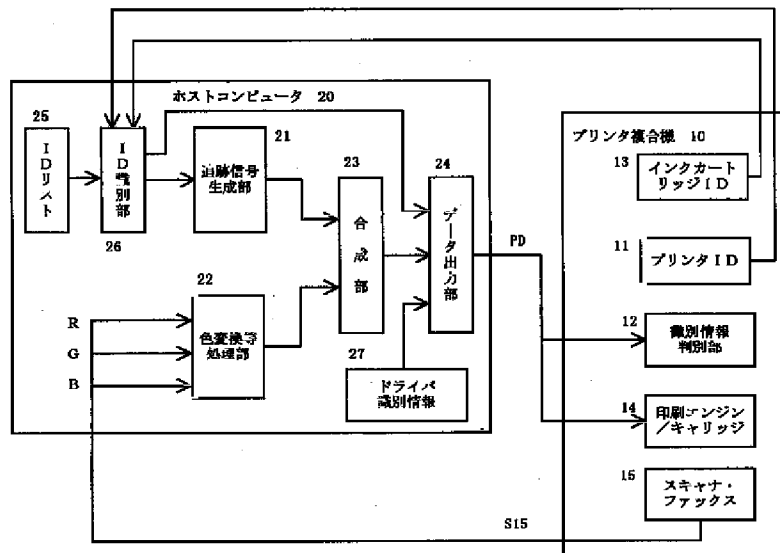 ホストコンピュータ 20
25
IDリスト
ID識別部
26
21
追跡信号
生成部
22
色変換等
処理部
R
G
B
23
合成部
24
データ出力部
27
ドライバ
識別情報
PD
S15
プリンタ複合機 10
13
インクカート
リッジID
11
プリンタID
12
識別情報
判別部
14
印刷エンジン
/キャリッジ
15
スキャナ・
ファックス